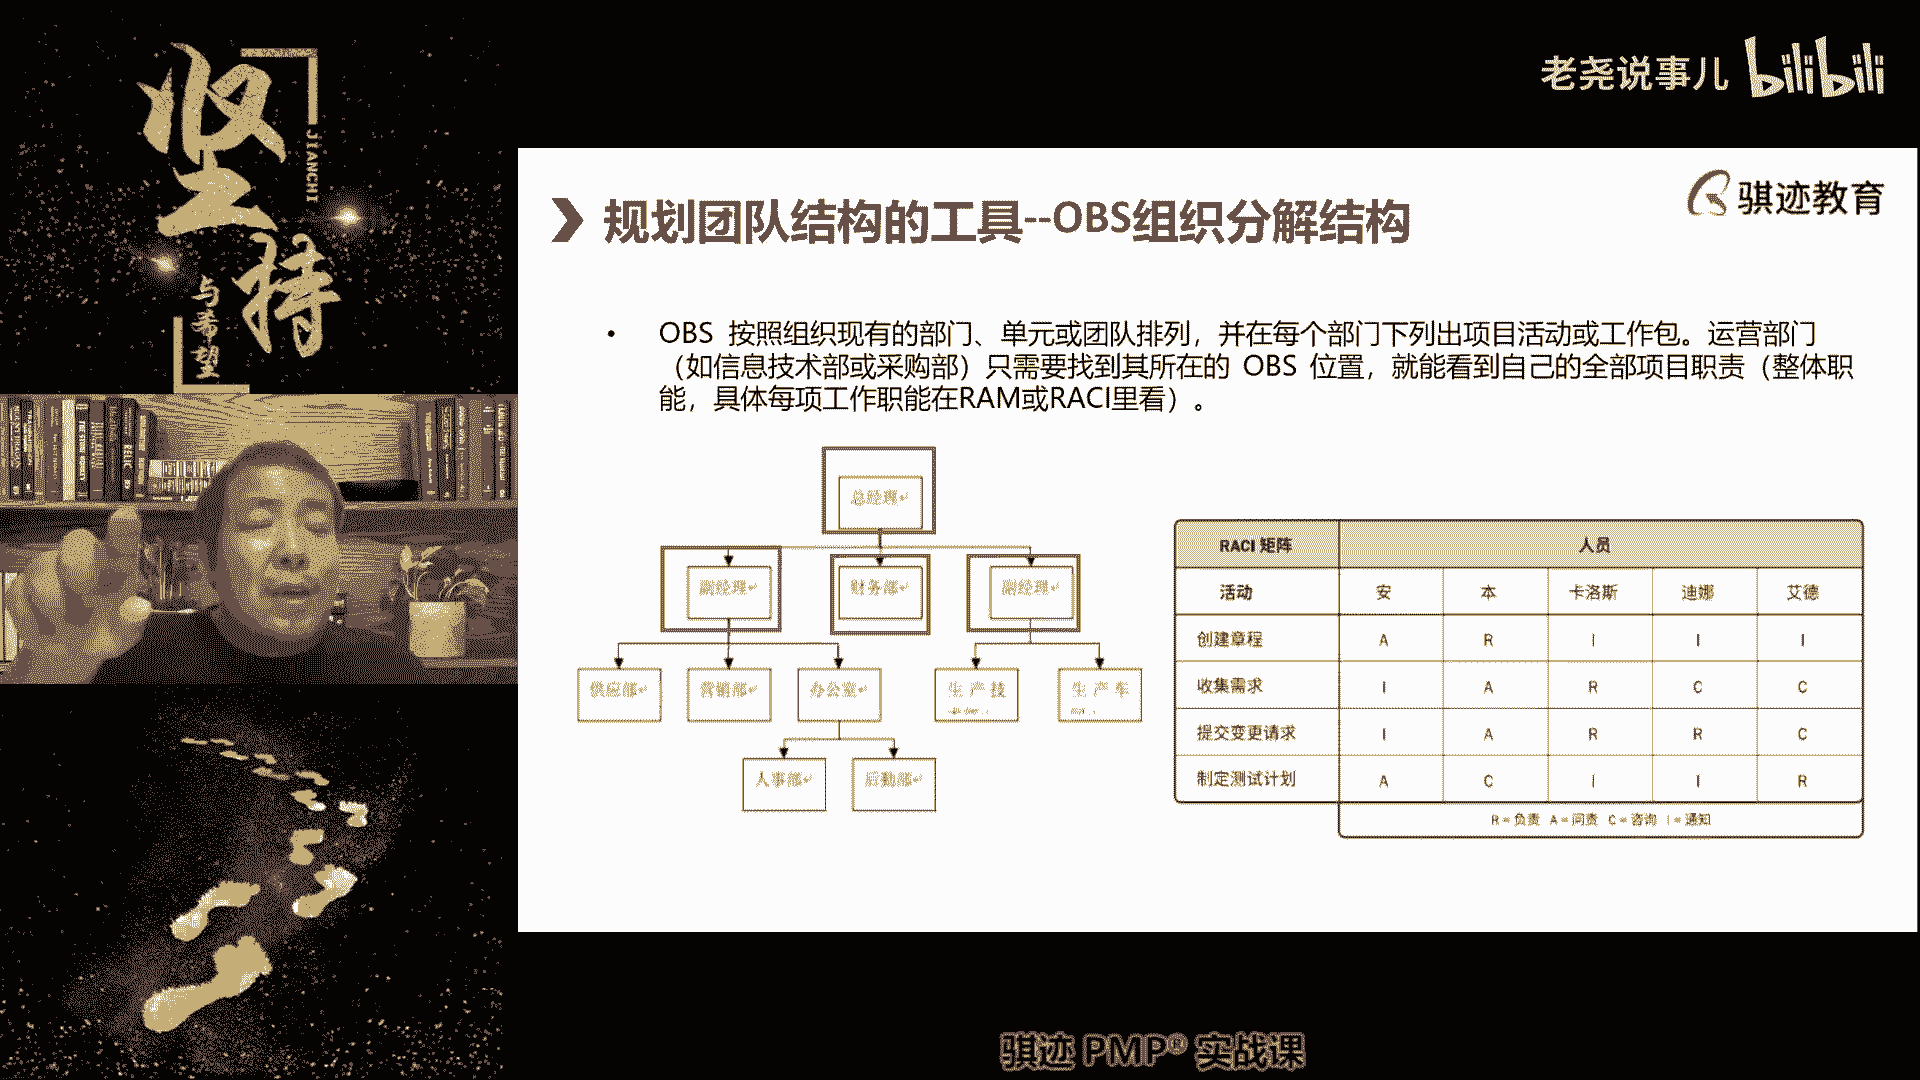 坚持
JIANCHI
与希望
老尧说事儿 bilibili
骐迹教育
规划团队结构的工具--OBS组织分解结构
• OBS 按照组织现有的部门、单元或团队排列，并在每个部门下列出项目活动或工作包。运营部门
（如信息技术部或采购部）只需要找到其所在的 OBS 位置，就能看到自己的全部项目职责（整体职
能，具体每项工作职能在RAM或RACI里看）。
总经理
副经理 财务部 副经理
供应部 营销部 办公室 生产技 生产车
人事部 后勤部
RACI 矩阵 人员
活动 安 本 卡洛斯 迪娜 艾德
创建章程 A R I I I
收集需求 I A R C C
提交变更请求 I A R R C
制定测试计划 A C I I R
R = 负责 A = 问责 C = 咨询 I = 通知
骐迹 PMP® 实战课